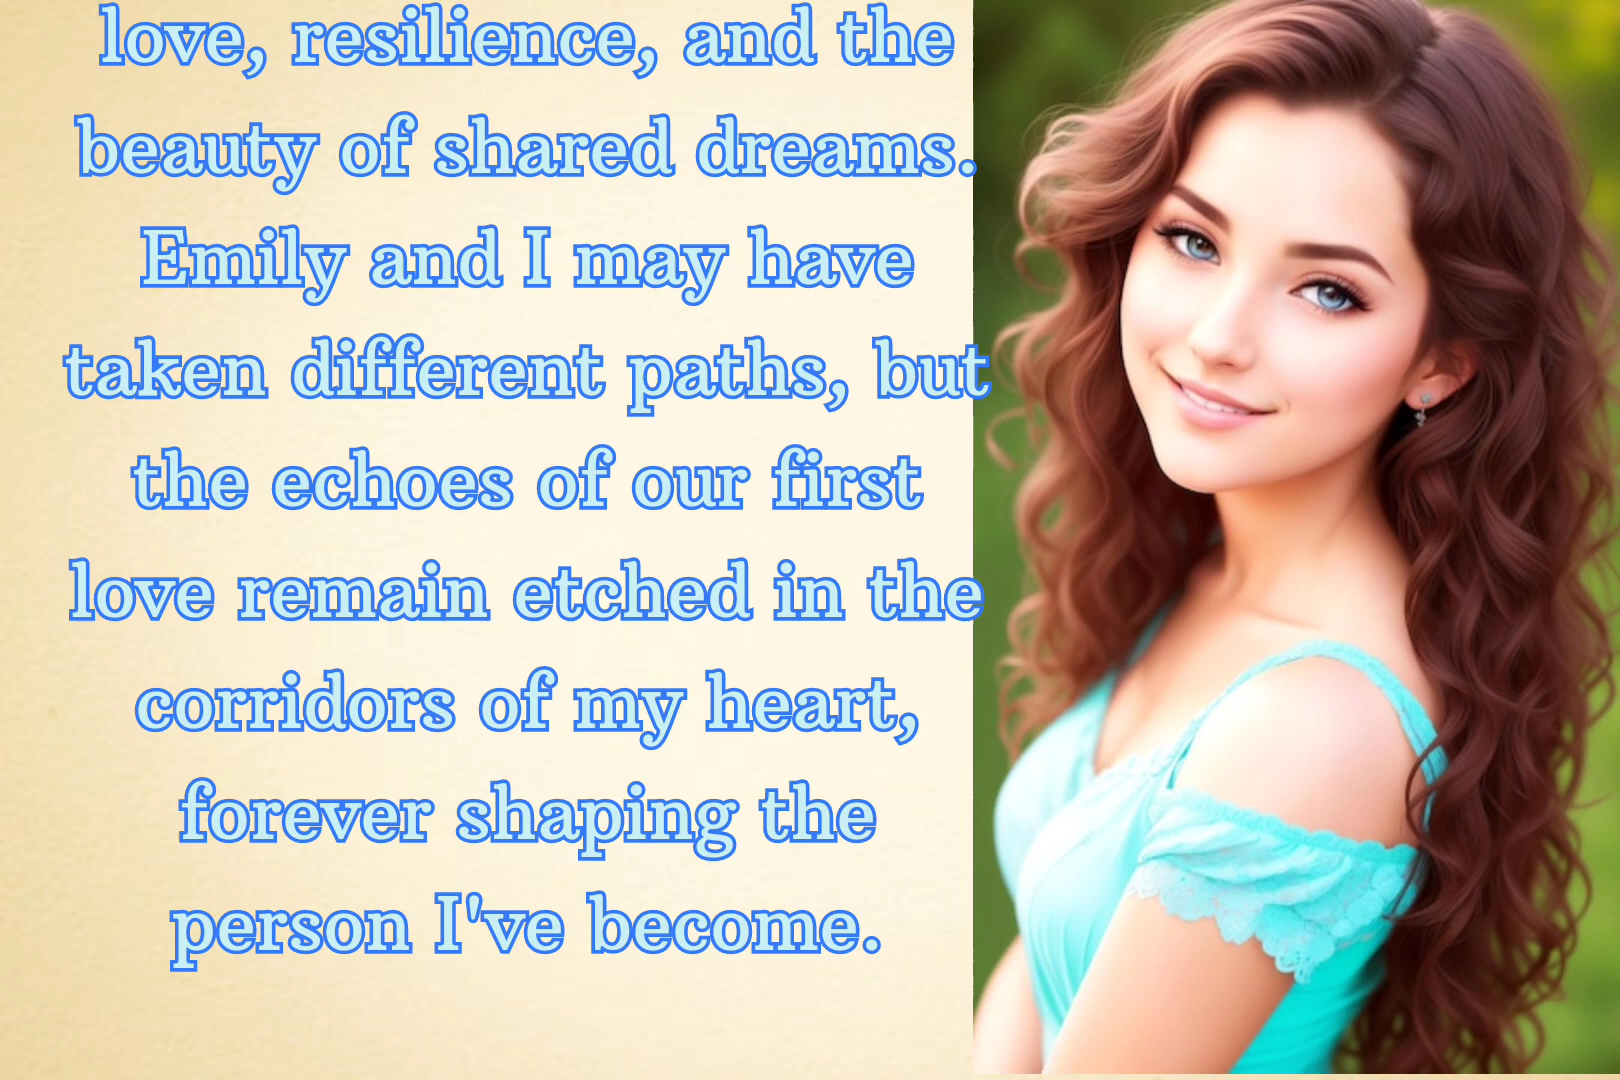 love, resilience, and the
beauty of shared dreams.
Emily and I may have
taken different paths, but
the echoes of our first
love remain etched in the
corridors of my heart,
forever shaping the
person I've become.